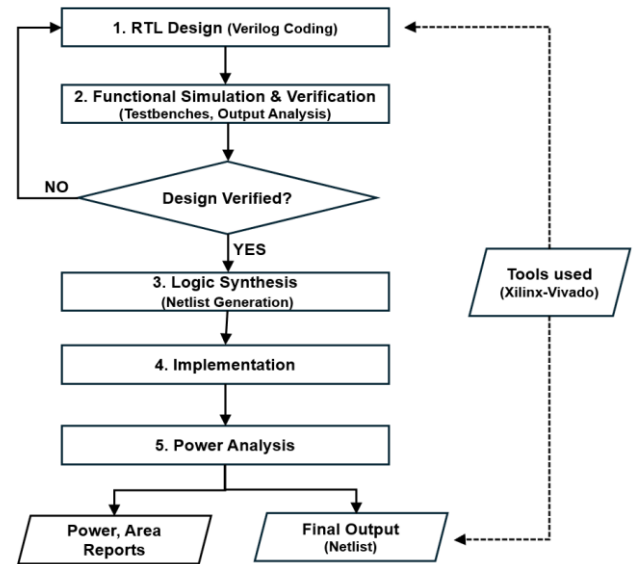 1. RTL Design (Verilog Coding)
2. Functional Simulation & Verification
(Testbenches, Output Analysis)
NO
Design Verified?
YES
3. Logic Synthesis
(Netlist Generation)
Tools used
(Xilinx-Vivado)
4. Implementation
5. Power Analysis
Power, Area
Reports
Final Output
(Netlist)